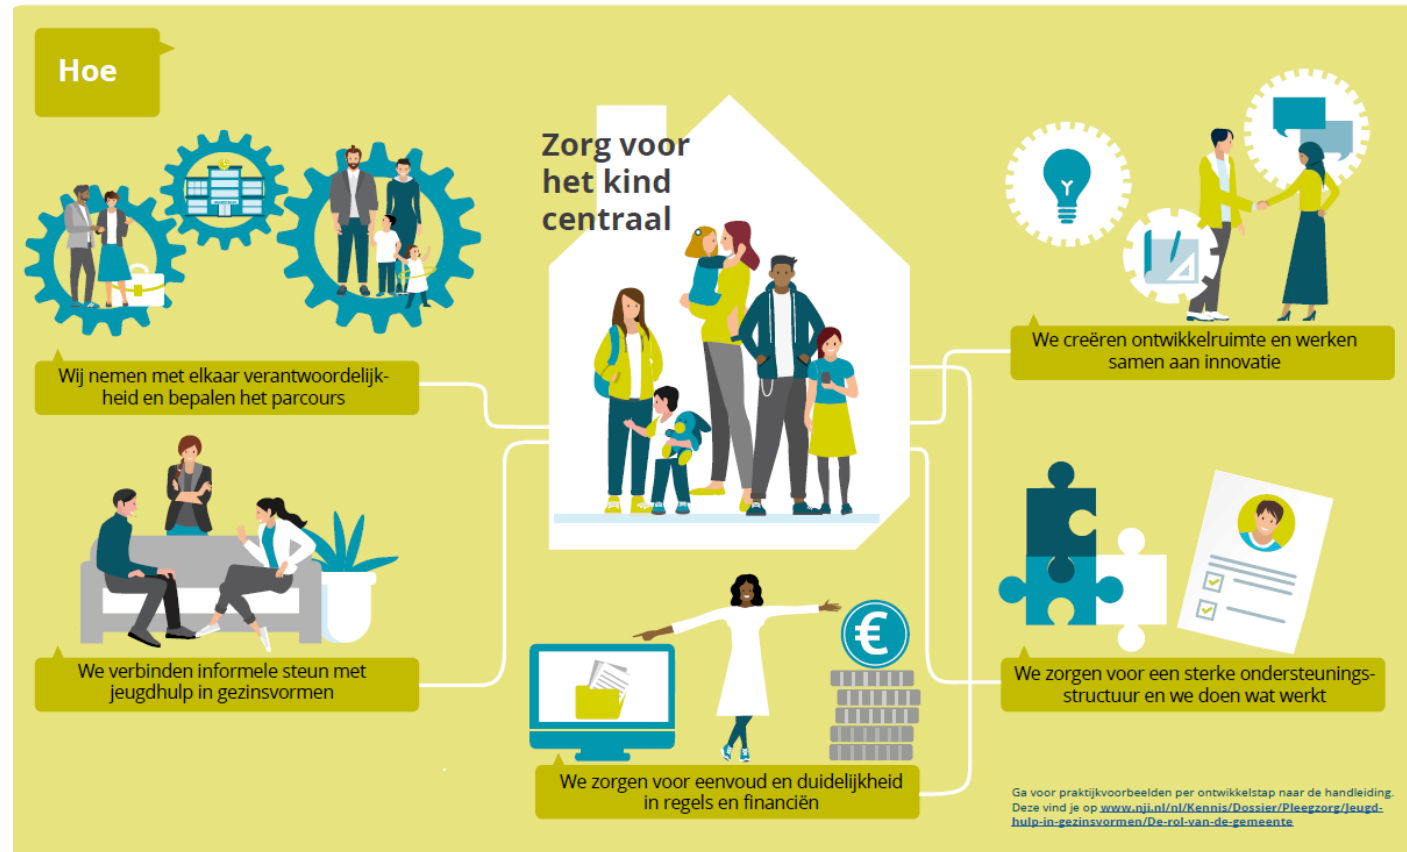 Hoe
Zorg voor
het kind
centraal
Wij nemen met elkaar verantwoordelijk-
heid en bepalen het parcours
We creëren ontwikkelruimte en werken
samen aan innovatie
We verbinden informele steun met
jeugdhulp in gezinsvormen
We zorgen voor een sterke ondersteunings-
structuur en we doen wat werkt
€
We zorgen voor eenvoud en duidelijkheid
in regels en financiën
Ga voor praktijkvoorbeelden per ontwikkelstap naar de handleiding.
Deze vind je op www.nji.nl/nl/Kennis/Dossier/Pleegzorg/Jeugd-
hulp-in-gezinsvormen/De-rol-van-de-gemeente